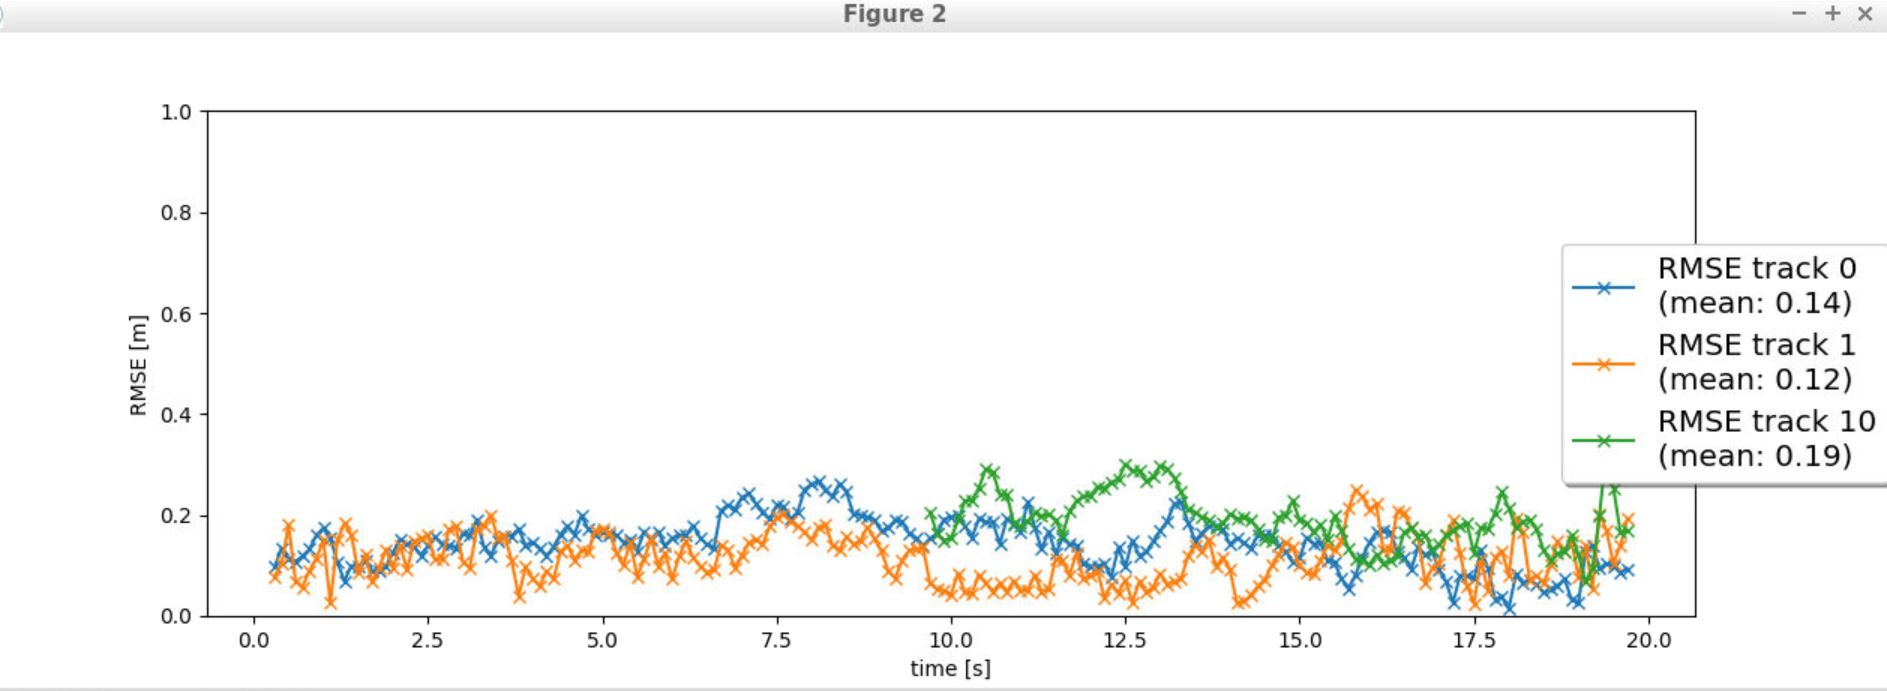 Figure 2
1.0
0.8
0.6
0.4
0.2
0.0
RMSE [m]
0.0 2.5 5.0 7.5 10.0 12.5 15.0 17.5 20.0
time [s]
RMSE track 0
(mean: 0.14)
RMSE track 1
(mean: 0.12)
RMSE track 10
(mean: 0.19)